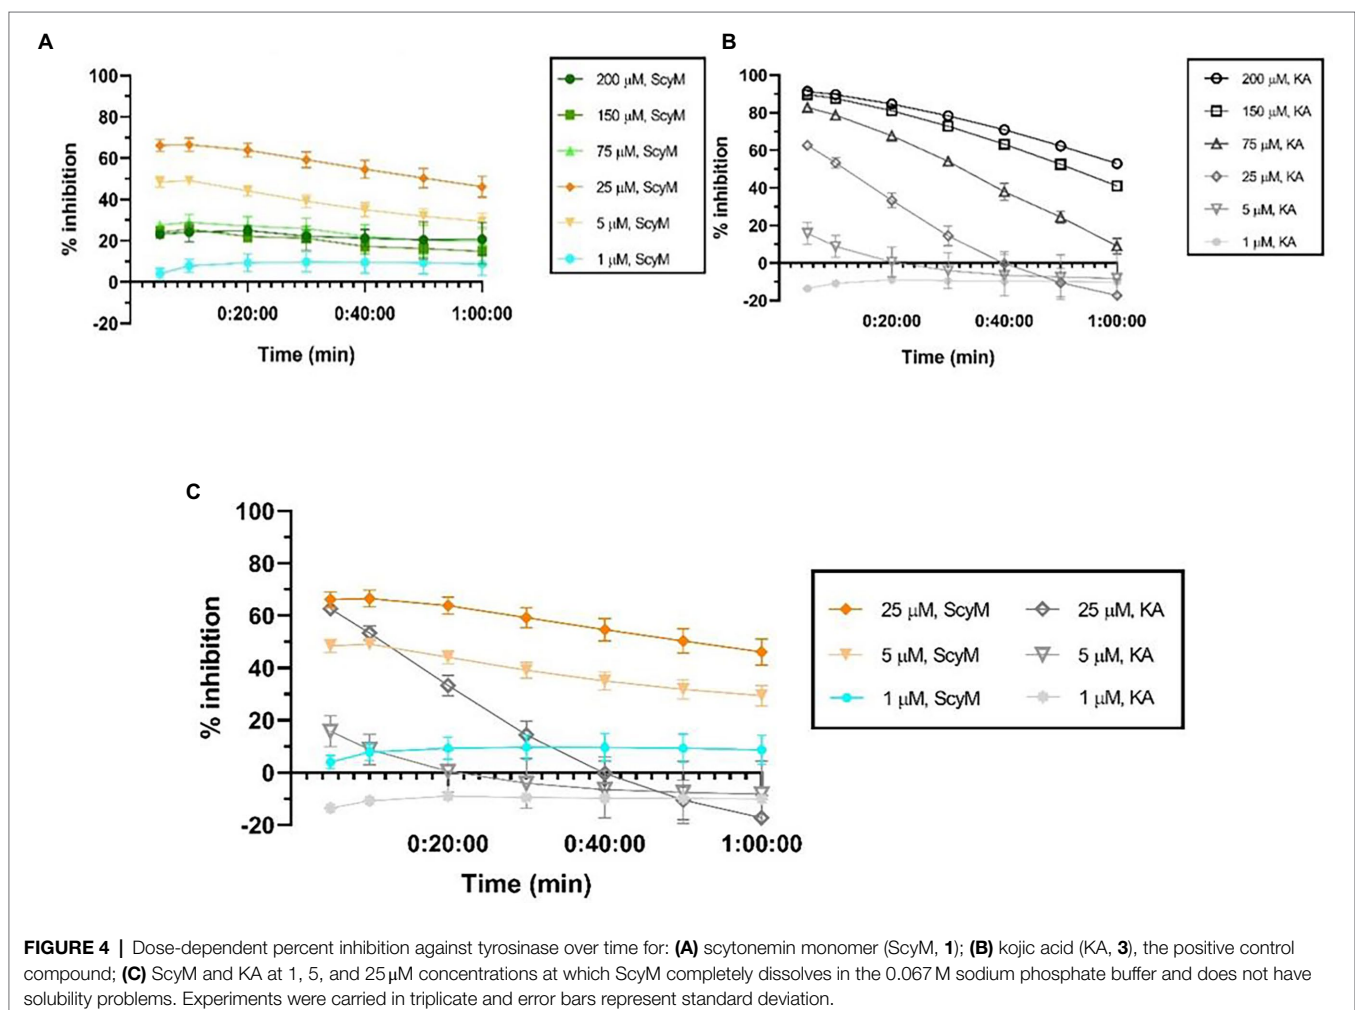 A
100
80
60
40
20
0
-20
% inhibition
0:20:00
0:40:00
1:00:00
Time (min)
200 µM, ScyM
150 µM, ScyM
75 µM, ScyM
25 µM, ScyM
5 µM, ScyM
1 µM, ScyM
B
100
80
60
40
20
0
-20
% inhibition
0:20:00
0:40:00
1:00:00
Time (min)
200 µM, KA
150 µM, KA
75 µM, KA
25 µM, KA
5 µM, KA
1 µM, KA
C
100
80
60
40
20
0
-20
% inhibition
0:20:00
0:40:00
1:00:00
Time (min)
25 µM, ScyM
25 µM, KA
5 µM, ScyM
5 µM, KA
1 µM, ScyM
1 µM, KA
FIGURE 4 | Dose-dependent percent inhibition against tyrosinase over time for: (A) scytonemin monomer (ScyM, 1); (B) kojic acid (KA, 3), the positive control
compound; (C) ScyM and KA at 1, 5, and 25 µM concentrations at which ScyM completely dissolves in the 0.067 M sodium phosphate buffer and does not have
solubility problems. Experiments were carried in triplicate and error bars represent standard deviation.